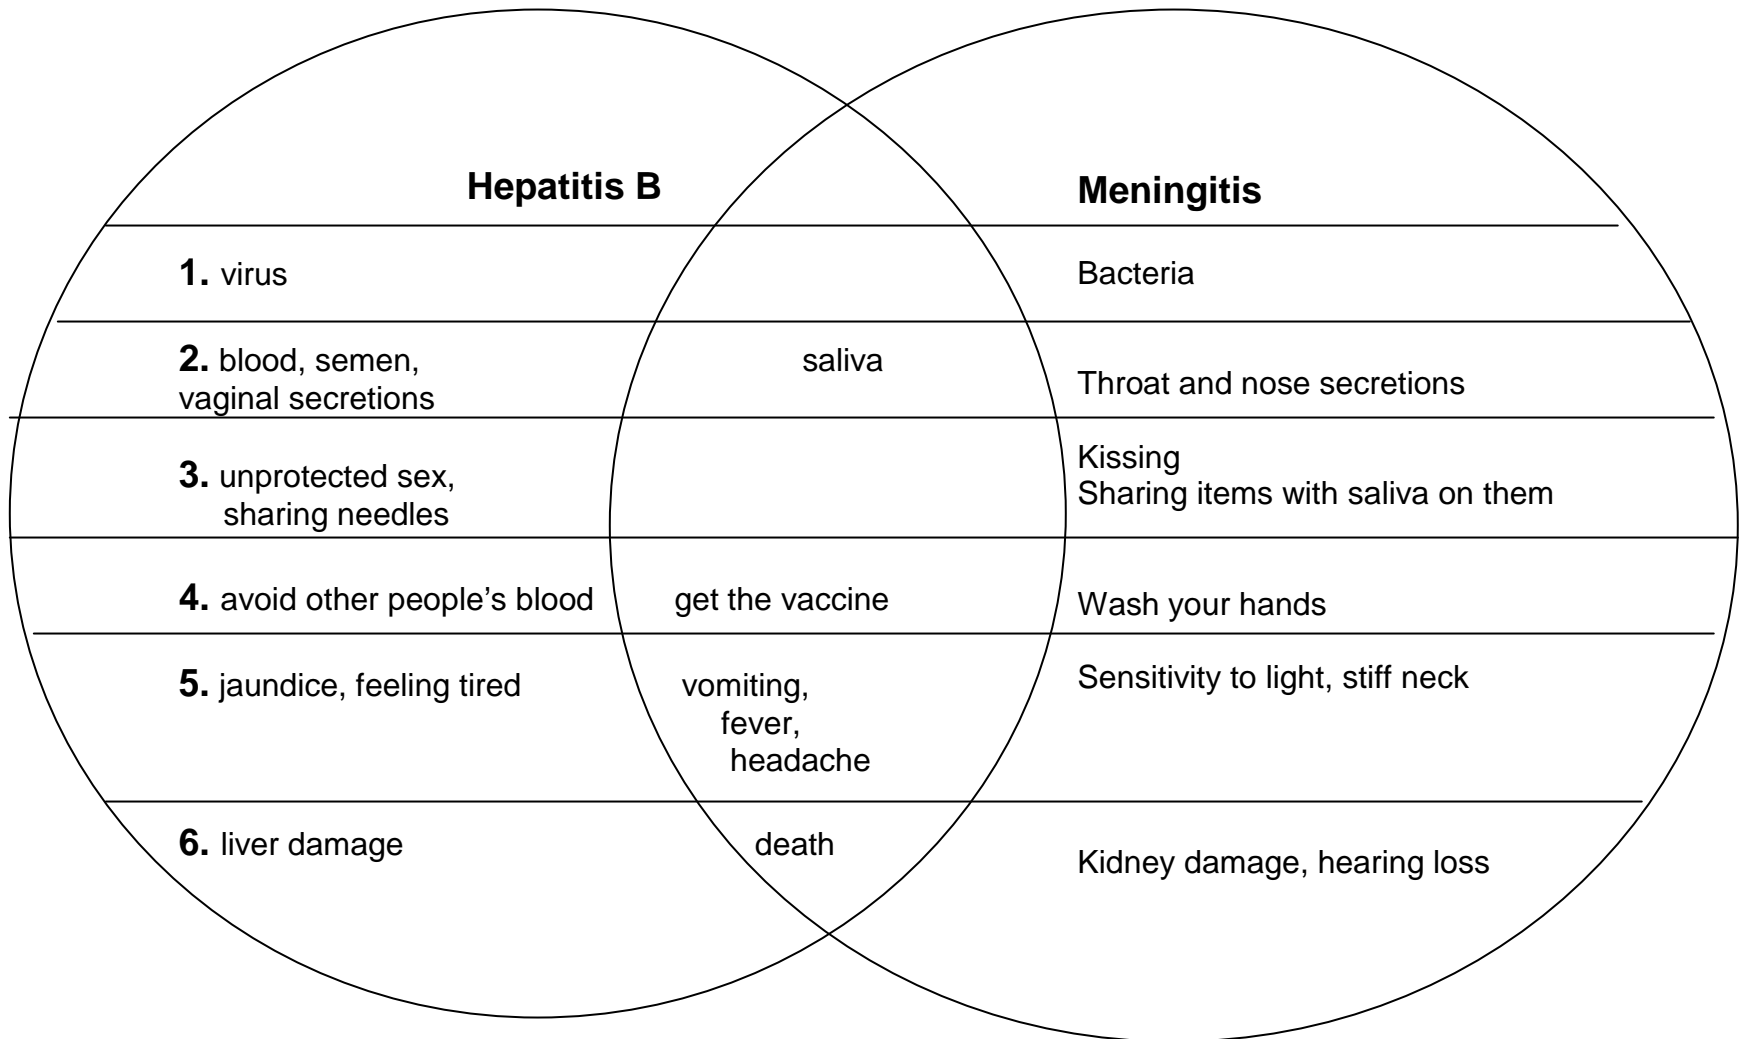 Hepatitis B
Meningitis
1. virus
Bacteria
2. blood, semen,
vaginal secretions
saliva
Throat and nose secretions
3. unprotected sex,
sharing needles
Kissing
Sharing items with saliva on them
4. avoid other people’s blood
get the vaccine
Wash your hands
5. jaundice, feeling tired
vomiting,
fever,
headache
Sensitivity to light, stiff neck
6. liver damage
death
Kidney damage, hearing loss